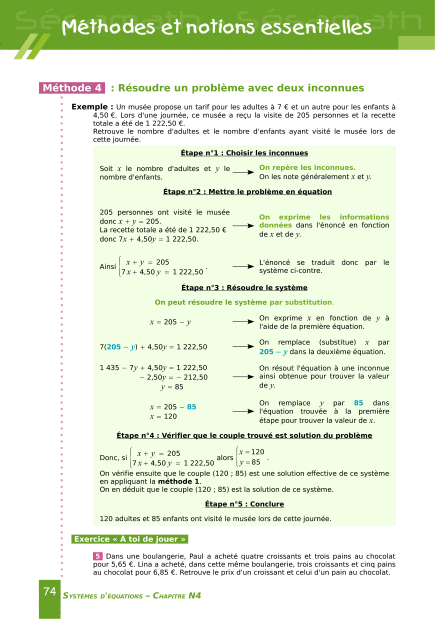 Méthodes et notions essentielles
Méthode 4 : Résoudre un problème avec deux inconnues
Exemple : Un musée propose un tarif pour les adultes à 7 € et un autre pour les enfants à
4,50 €. Lors d'une journée, ce musée a reçu la visite de 205 personnes et la recette
totale a été de 1 222,50 €.
Retrouve le nombre d'adultes et le nombre d'enfants ayant visité le musée lors de
cette journée.
Étape n°1 : Choisir les inconnues
Soit x le nombre d'adultes et y le
nombre d'enfants.
On repère les inconnues.
On les note généralement x et y.
Étape n°2 : Mettre le problème en équation
205 personnes ont visité le musée
donc x + y = 205.
La recette totale a été de 1 222,50 €
donc 7x + 4,50y = 1 222,50.
On exprime les informations
données dans l'énoncé en fonction
de x et de y.
Ainsi { x + y = 205
7 x + 4,50 y = 1 222,50 .
L'énoncé se traduit donc par le
système ci-contre.
Étape n°3 : Résoudre le système
On peut résoudre le système par substitution.
x = 205 − y
On exprime x en fonction de y à
l'aide de la première équation.
7(205 − y) + 4,50y = 1 222,50
On remplace (substitue) x par
205 − y dans la deuxième équation.
1 435 − 7y + 4,50y = 1 222,50
− 2,50y = − 212,50
y = 85
On résout l'équation à une inconnue
ainsi obtenue pour trouver la valeur
de y.
x = 205 − 85
x = 120
On remplace y par 85 dans
l'équation trouvée à la première
étape pour trouver la valeur de x.
Étape n°4 : Vérifier que le couple trouvé est solution du problème
Donc, si { x + y = 205
7 x + 4,50 y = 1 222,50 alors { x = 120
y = 85 .
On vérifie ensuite que le couple (120 ; 85) est une solution effective de ce système
en appliquant la méthode 1.
On en déduit que le couple (120 ; 85) est la solution de ce système.
Étape n°5 : Conclure
120 adultes et 85 enfants ont visité le musée lors de cette journée.
Exercice « À toi de jouer »
5 Dans une boulangerie, Paul a acheté quatre croissants et trois pains au chocolat
pour 5,65 €. Lina a acheté, dans cette même boulangerie, trois croissants et cinq pains
au chocolat pour 6,85 €. Retrouve le prix d'un croissant et celui d'un pain au chocolat.
74 Systèmes d'équations – Chapitre N4